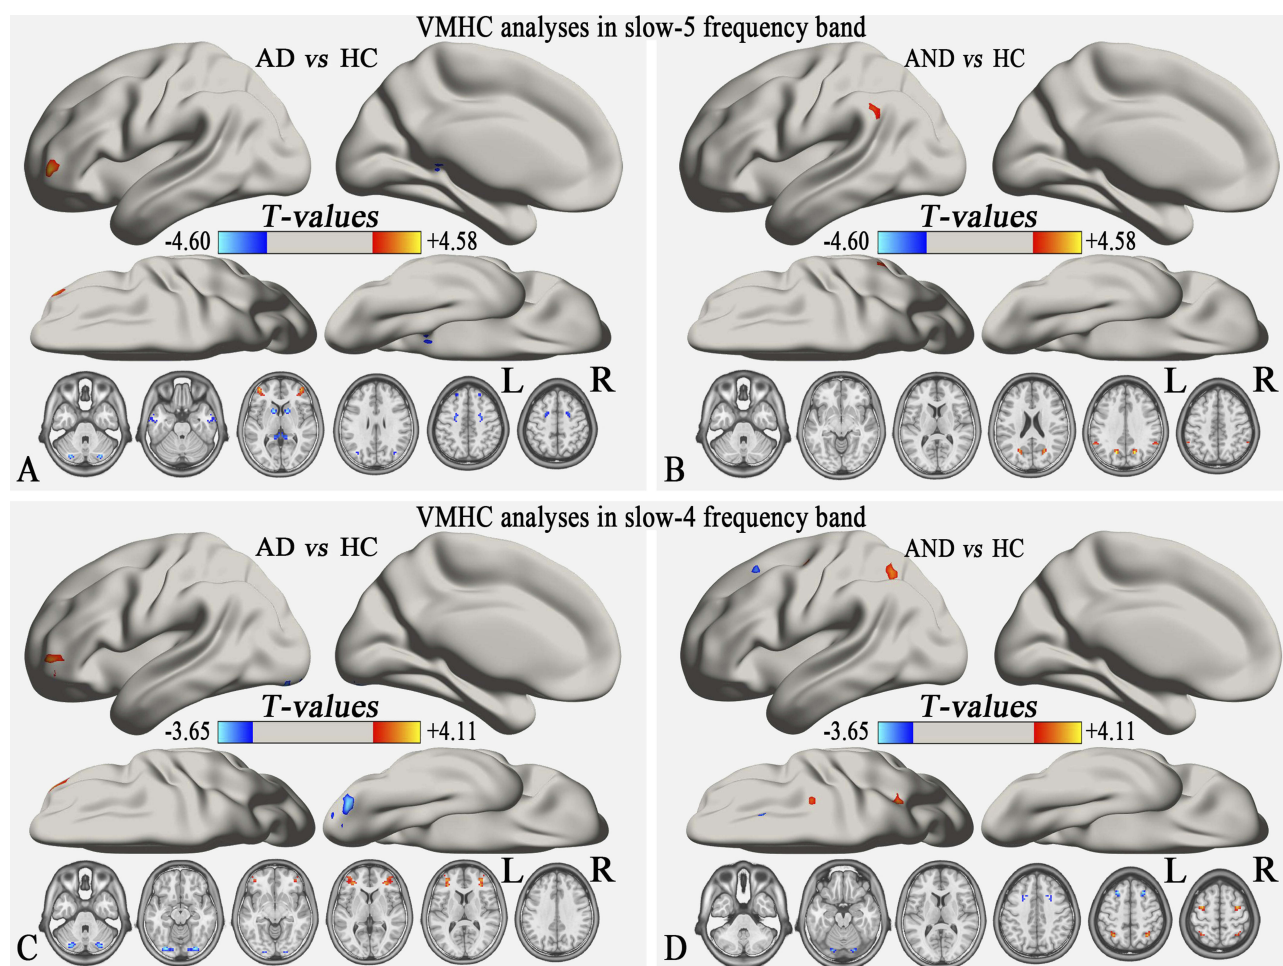 VMHC analyses in slow-5 frequency band
AD vs HC
T-values
-4.60 +4.58
L R
A
AND vs HC
T-values
-4.60 +4.58
L R
B
VMHC analyses in slow-4 frequency band
AD vs HC
T-values
-3.65 +4.11
L R
C
AND vs HC
T-values
-3.65 +4.11
L R
D